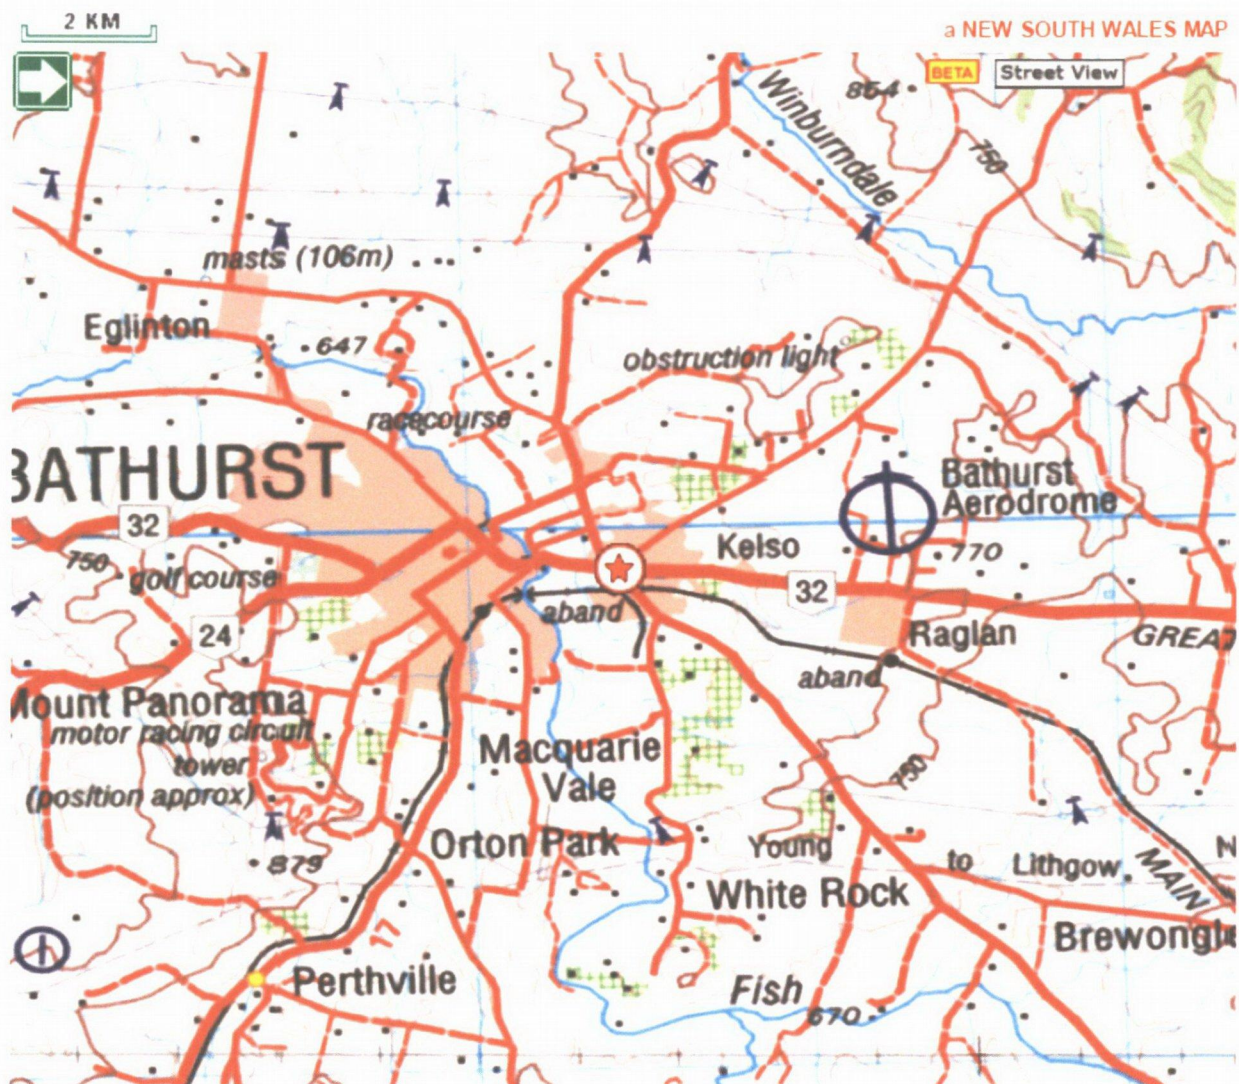 2 KM
a NEW SOUTH WALES MAP
BETA
Street View
Winburndale
864
750
masts (106m)
Eglinton
647
obstruction light
racecourse
BATHURST
Bathurst
Aerodrome
32
750
golf course
Kelso
770
32
aband
24
Raglan
GREAT
aband
Mount Panorama
motor racing circuit
tower
(position approx)
Macquarie
Vale
750
Orton Park
Young
879
to
Lithgow
MAIN
N
White Rock
17
Brewongle
Perthville
Fish
670